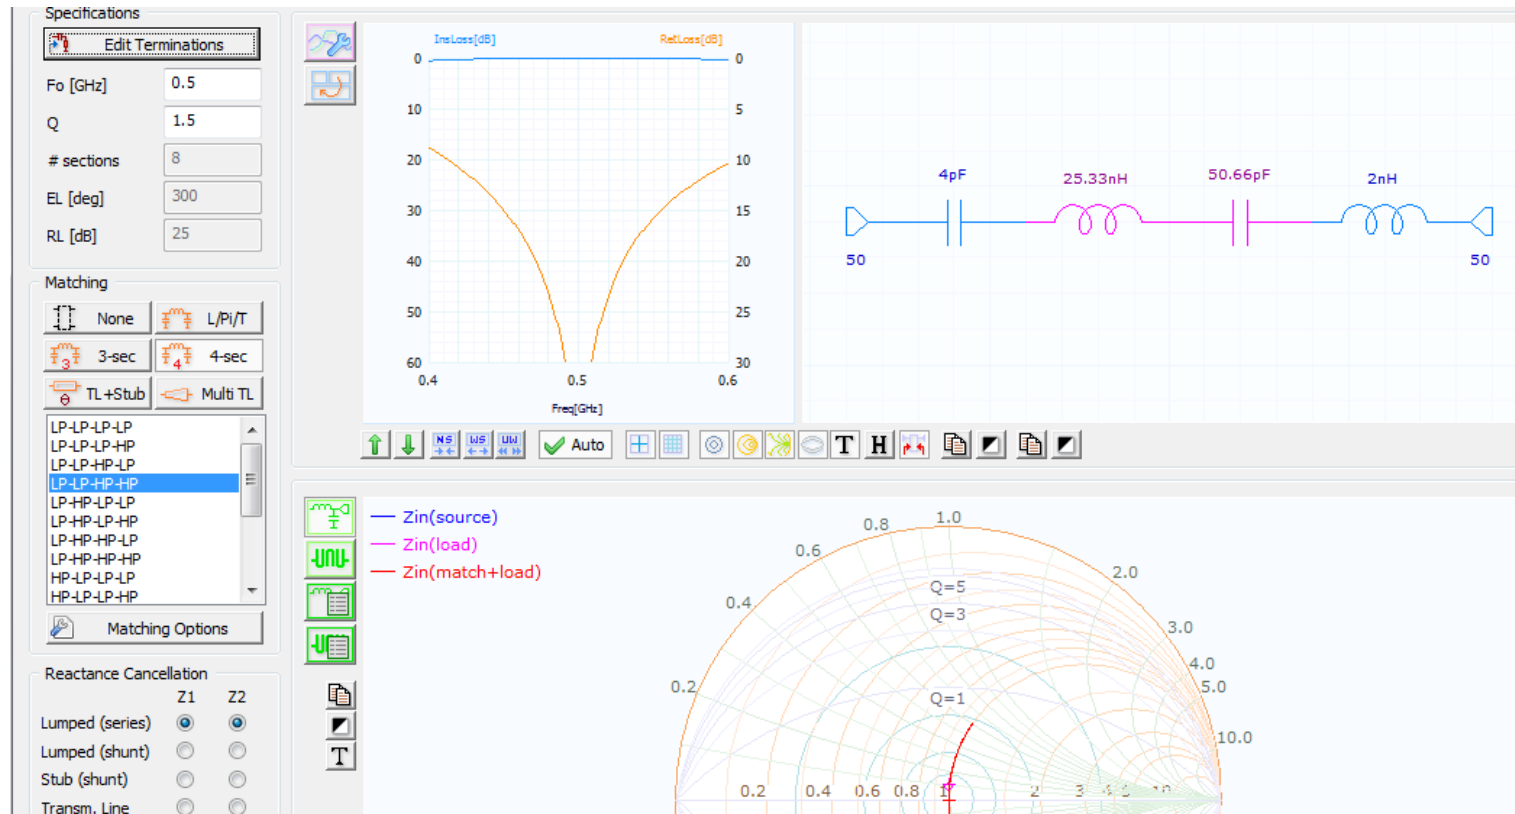 Specifications
Edit Terminations
Fo [GHz] 0.5
Q 1.5
# sections 8
EL [deg] 300
RL [dB] 25
Matching
None L/Pi/T
3 3-sec 4 4-sec
θ TL+Stub Multi TL
LP-LP-LP-LP
LP-LP-LP-HP
LP-LP-HP-LP
LP-LP-HP-HP
LP-HP-LP-LP
LP-HP-LP-HP
LP-HP-HP-LP
LP-HP-HP-HP
HP-LP-LP-LP
HP-LP-LP-HP
Matching Options
Reactance Cancellation
Z1 Z2
Lumped (series)
Lumped (shunt)
Stub (shunt)
Transm. Line
InsLoss[dB] RetLoss[dB]
0 0
10 5
20 10
30 15
40 20
50 25
60 30
0.4 0.5 0.6
Freq[GHz]
4pF 25.33nH 50.66pF 2nH
50 50
NS WS UW Auto T H
T
Zin(source)
Zin(load)
Zin(match+load)
0.8 1.0
0.6 2.0
Q=5
0.4 Q=3
3.0
4.0
0.2 5.0
Q=1
10.0
0.2 0.4 0.6 0.8 1 2 3